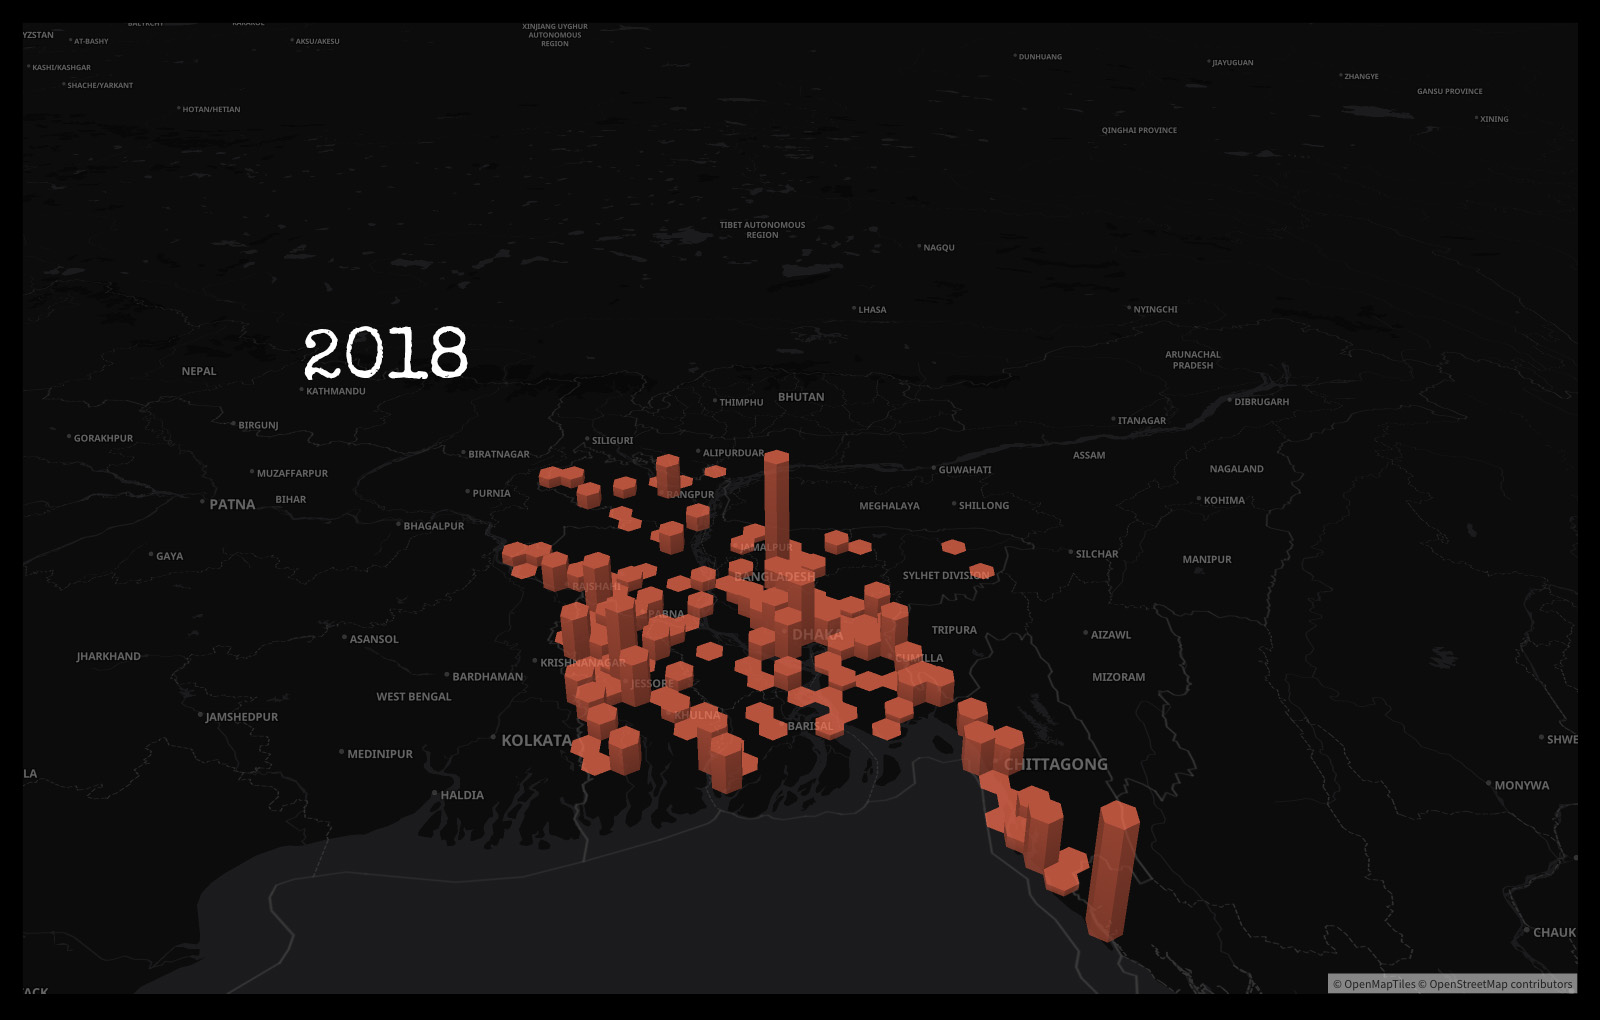 YZSTAN
AT-BASHY
AKSU/AKESU
XINJIANG UYGHUR
AUTONOMOUS
REGION
KASHI/KASHGAR
SHACHE/YARKANT
HOTAN/HETIAN
DUNHUANG
JIAYUGUAN
ZHANGYE
GANSU PROVINCE
XINING
QINGHAI PROVINCE
TIBET AUTONOMOUS
REGION
NAGQU
LHASA
NYINGCHI
2018
NEPAL
KATHMANDU
ARUNACHAL
PRADESH
THIMPHU
BHUTAN
DIBRUGARH
BIRGUNJ
ITANAGAR
GORAKHPUR
SILIGURI
BIRATNAGAR
ALIPURDUAR
ASSAM
MUZAFFARPUR
GUWAHATI
NAGALAND
PURNIA
RANGPUR
PATNA
BIHAR
MEGHALAYA
SHILLONG
KOHIMA
BHAGALPUR
JAMALPUR
GAYA
SILCHAR
MANIPUR
BANGLADESH
SYLHET DIVISION
RAJSHAHI
PABNA
ASANSOL
DHAKA
TRIPURA
AIZAWL
JHARKHAND
KRISHNANAGAR
CUMILLA
BARDHAMAN
JESSORE
MIZORAM
WEST BENGAL
JAMSHEDPUR
KHULNA
BARISAL
KOLKATA
SHWE
MEDINIPUR
CHITTAGONG
LA
MONYWA
HALDIA
CHAUK
ACK
© OpenMapTiles © OpenStreetMap contributors